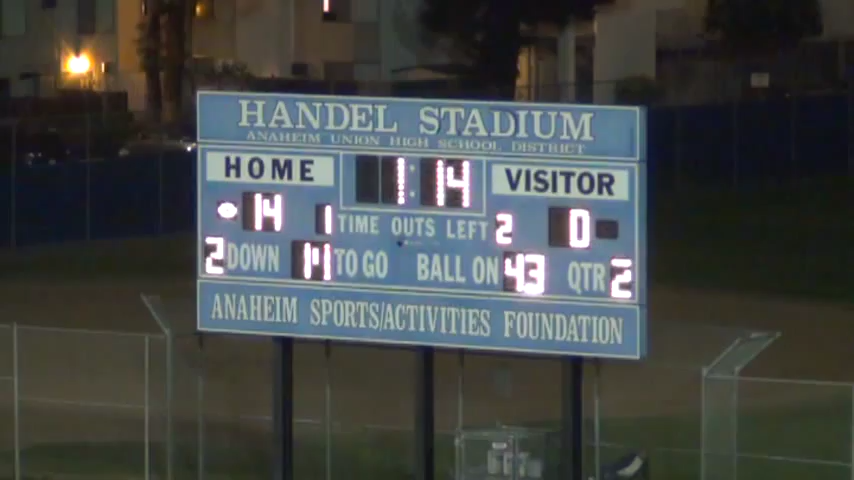 HANDEL STADIUM
ANAHEIM UNION HIGH SCHOOL DISTRICT
HOME 1:14 VISITOR
14 1 TIME OUTS LEFT 2 0
2 DOWN 14 TO GO BALL ON 43 QTR 2
ANAHEIM SPORTS/ACTIVITIES FOUNDATION